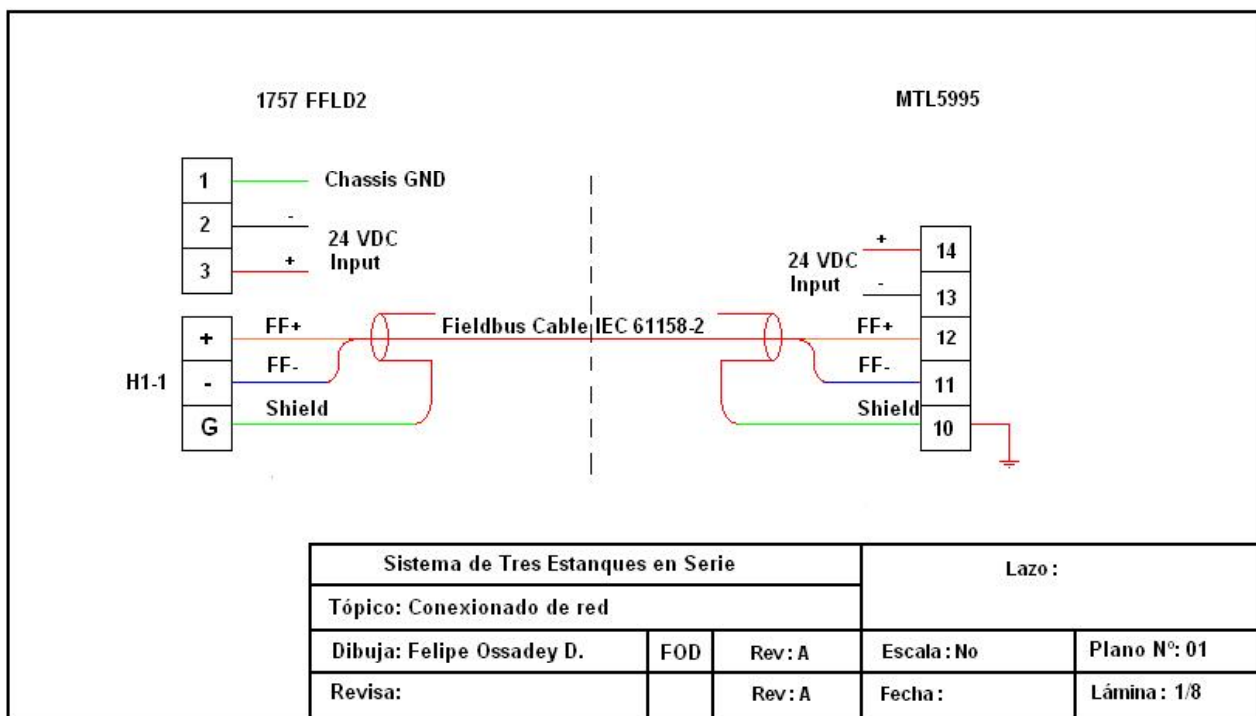 1757 FFLD2
MTL5995
1
Chassis GND
2
-
24 VDC
Input
3
+
+
14
24 VDC
Input
-
13
H1-1
+
FF+
Fieldbus Cable IEC 61158-2
FF+
12
-
FF-
FF-
11
G
Shield
Shield
10
Sistema de Tres Estanques en Serie
Lazo :
Tópico: Conexionado de red
Dibuja: Felipe Ossadey D.
FOD
Rev : A
Escala : No
Plano Nº: 01
Revisa:
Rev : A
Fecha :
Lámina : 1/8